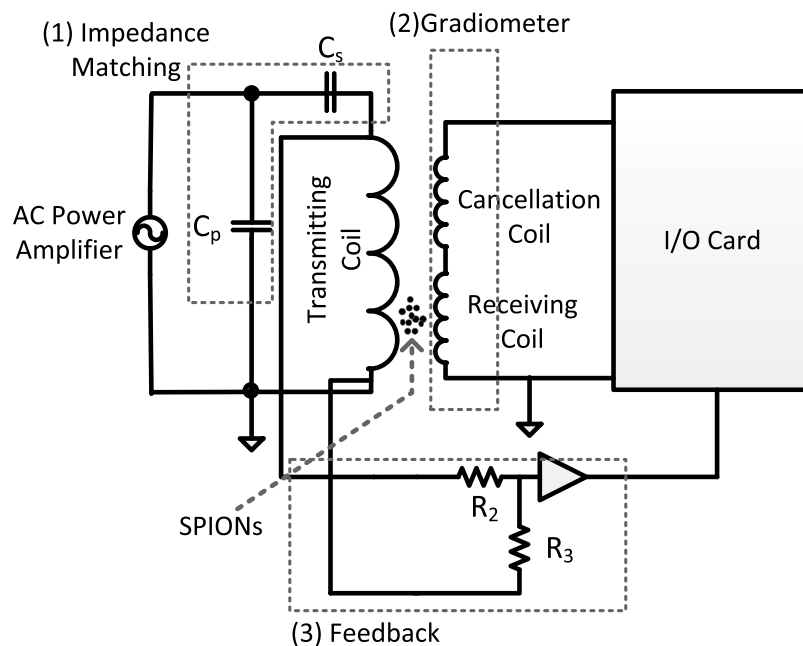 (1) Impedance
Matching
(2)Gradiometer
Cs
AC Power
Amplifier
Cp
Transmitting
Coil
Cancellation
Coil
Receiving
Coil
I/O Card
SPIONs
R2
R3
(3) Feedback